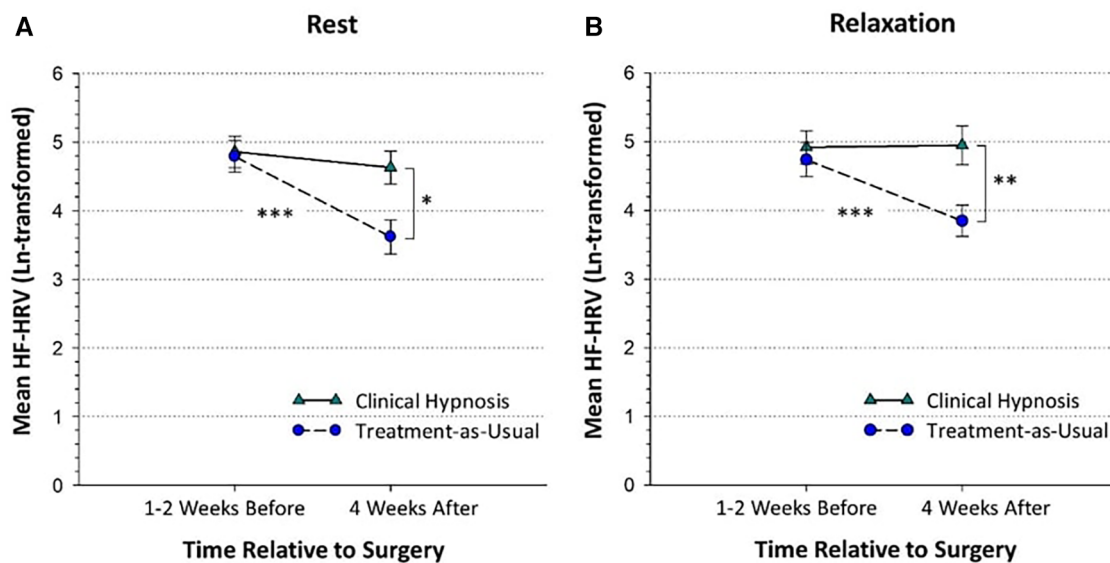 A
Rest
Mean HF-HRV (Ln-transformed)
6
5
4
3
2
1
0
***
*
Clinical Hypnosis
Treatment-as-Usual
1-2 Weeks Before
4 Weeks After
Time Relative to Surgery
B
Relaxation
Mean HF-HRV (Ln-transformed)
6
5
4
3
2
1
0
***
**
Clinical Hypnosis
Treatment-as-Usual
1-2 Weeks Before
4 Weeks After
Time Relative to Surgery